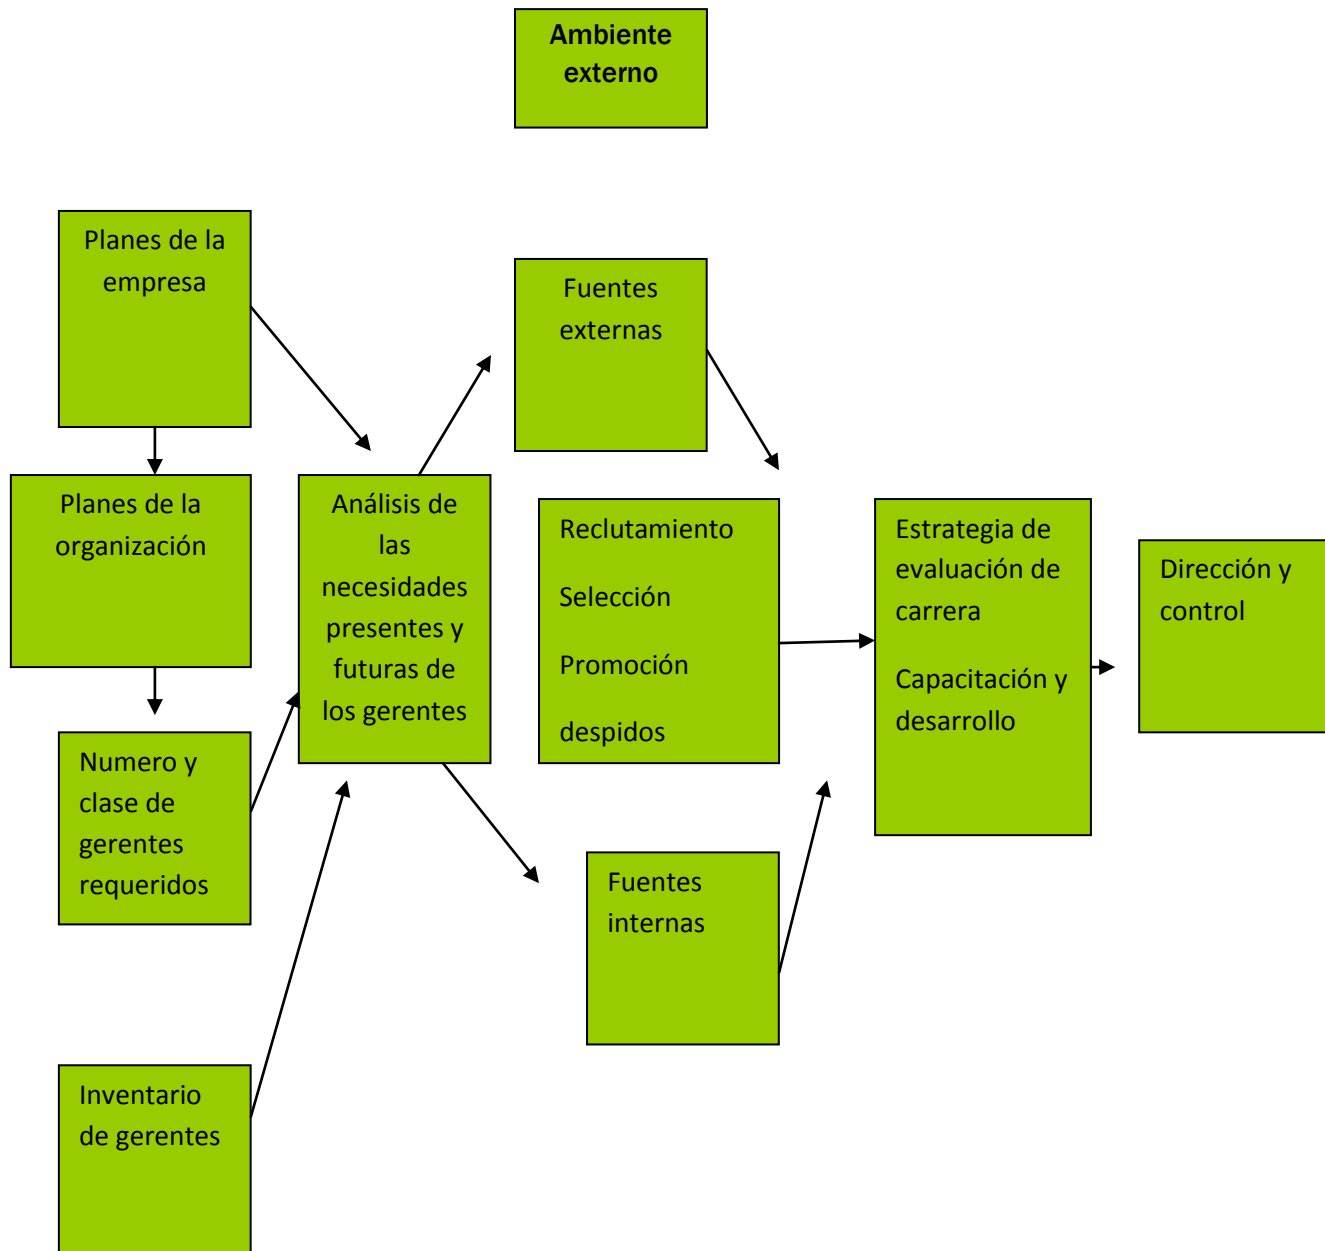 Ambiente
externo
Planes de la
empresa
Fuentes
externas
Planes de la
organización
Análisis de
las
necesidades
presentes y
futuras de
los gerentes
Reclutamiento
Selección
Promoción
despidos
Estrategia de
evaluación de
carrera
Capacitación y
desarrollo
Dirección y
control
Numero y
clase de
gerentes
requeridos
Fuentes
internas
Inventario
de gerentes